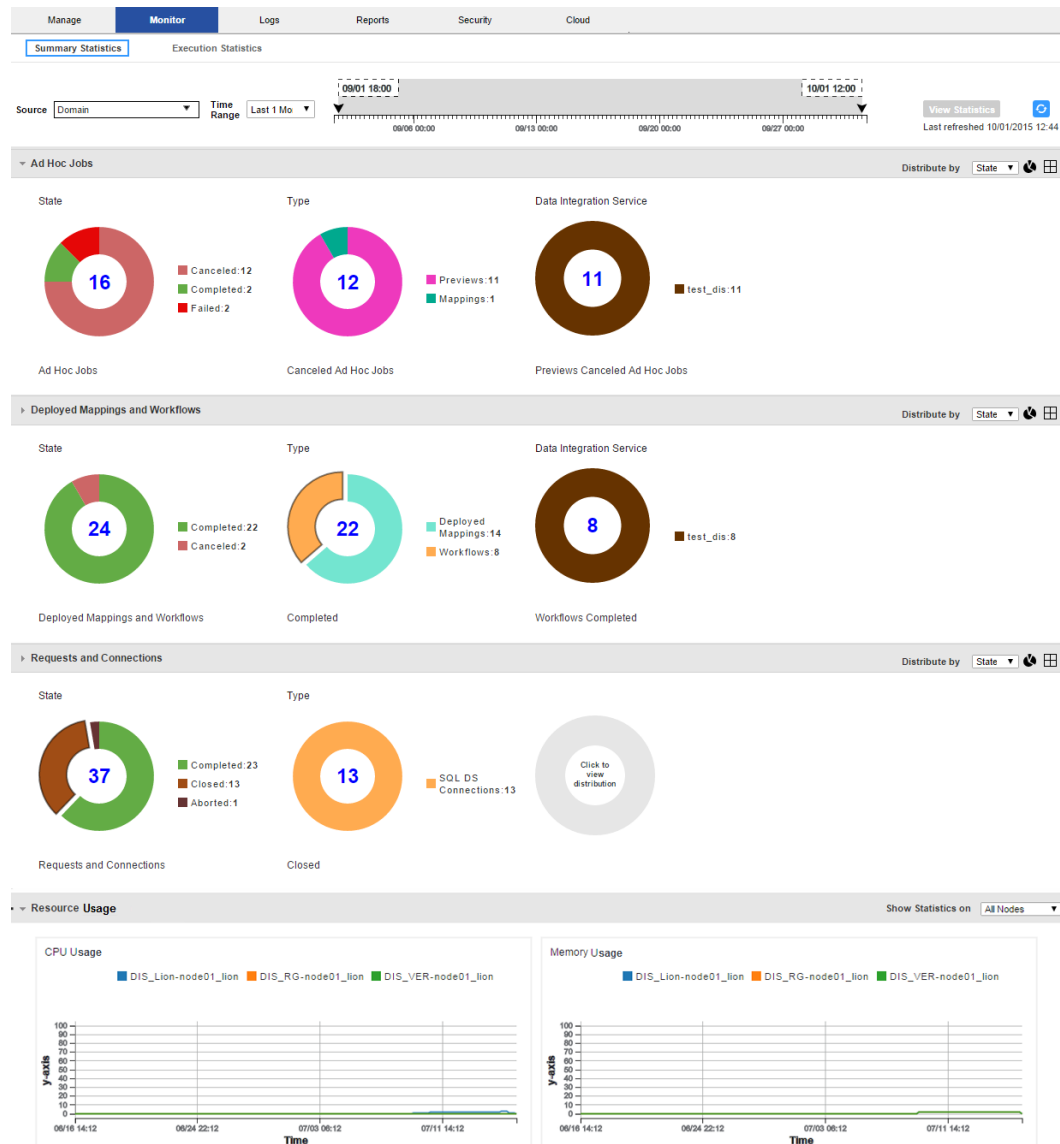 Manage Monitor Logs Reports Security Cloud
Summary Statistics Execution Statistics
09/01 18:00 10/01 12:00
Source Domain Time Range Last 1 Mo View Statistics
09/06 00:00 09/13 00:00 09/20 00:00 09/27 00:00
Last refreshed 10/01/2015 12:44
Ad Hoc Jobs Distribute by State
State Type Data Integration Service
16 12 11
Canceled:12
Completed:2
Failed:2
Previews:11
Mappings:1
test_dis:11
Ad Hoc Jobs Canceled Ad Hoc Jobs Previews Canceled Ad Hoc Jobs
Deployed Mappings and Workflows Distribute by State
State Type Data Integration Service
24 22 8
Completed:22
Canceled:2
Deployed
Mappings:14
Workflows:8
test_dis:8
Deployed Mappings and Workflows Completed Workflows Completed
Requests and Connections Distribute by State
State Type
37 13
Completed:23
Closed:13
Aborted:1
SQL DS
Connections:13
Click to
view
distribution
Requests and Connections Closed
Resource Usage Show Statistics on All Nodes
CPU Usage
DIS_Lion-node01_lion DIS_RG-node01_lion DIS_VER-node01_lion
y-axis
100
90
80
70
60
50
40
30
20
10
0
06/16 14:12 06/24 22:12 07/03 06:12 07/11 14:12
Time
Memory Usage
DIS_Lion-node01_lion DIS_RG-node01_lion DIS_VER-node01_lion
y-axis
100
90
80
70
60
50
40
30
20
10
0
06/16 14:12 06/24 22:12 07/03 06:12 07/11 14:12
Time